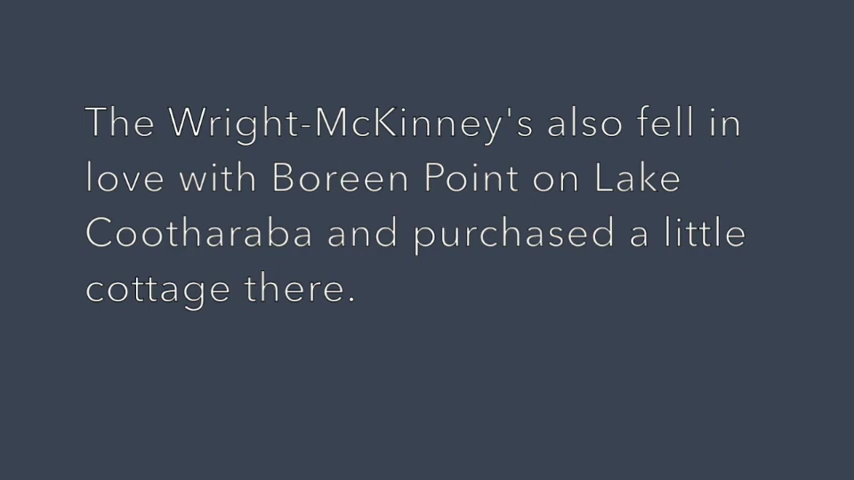 The Wright-McKinney's also fell in
love with Boreen Point on Lake
Cootharaba and purchased a little
cottage there.